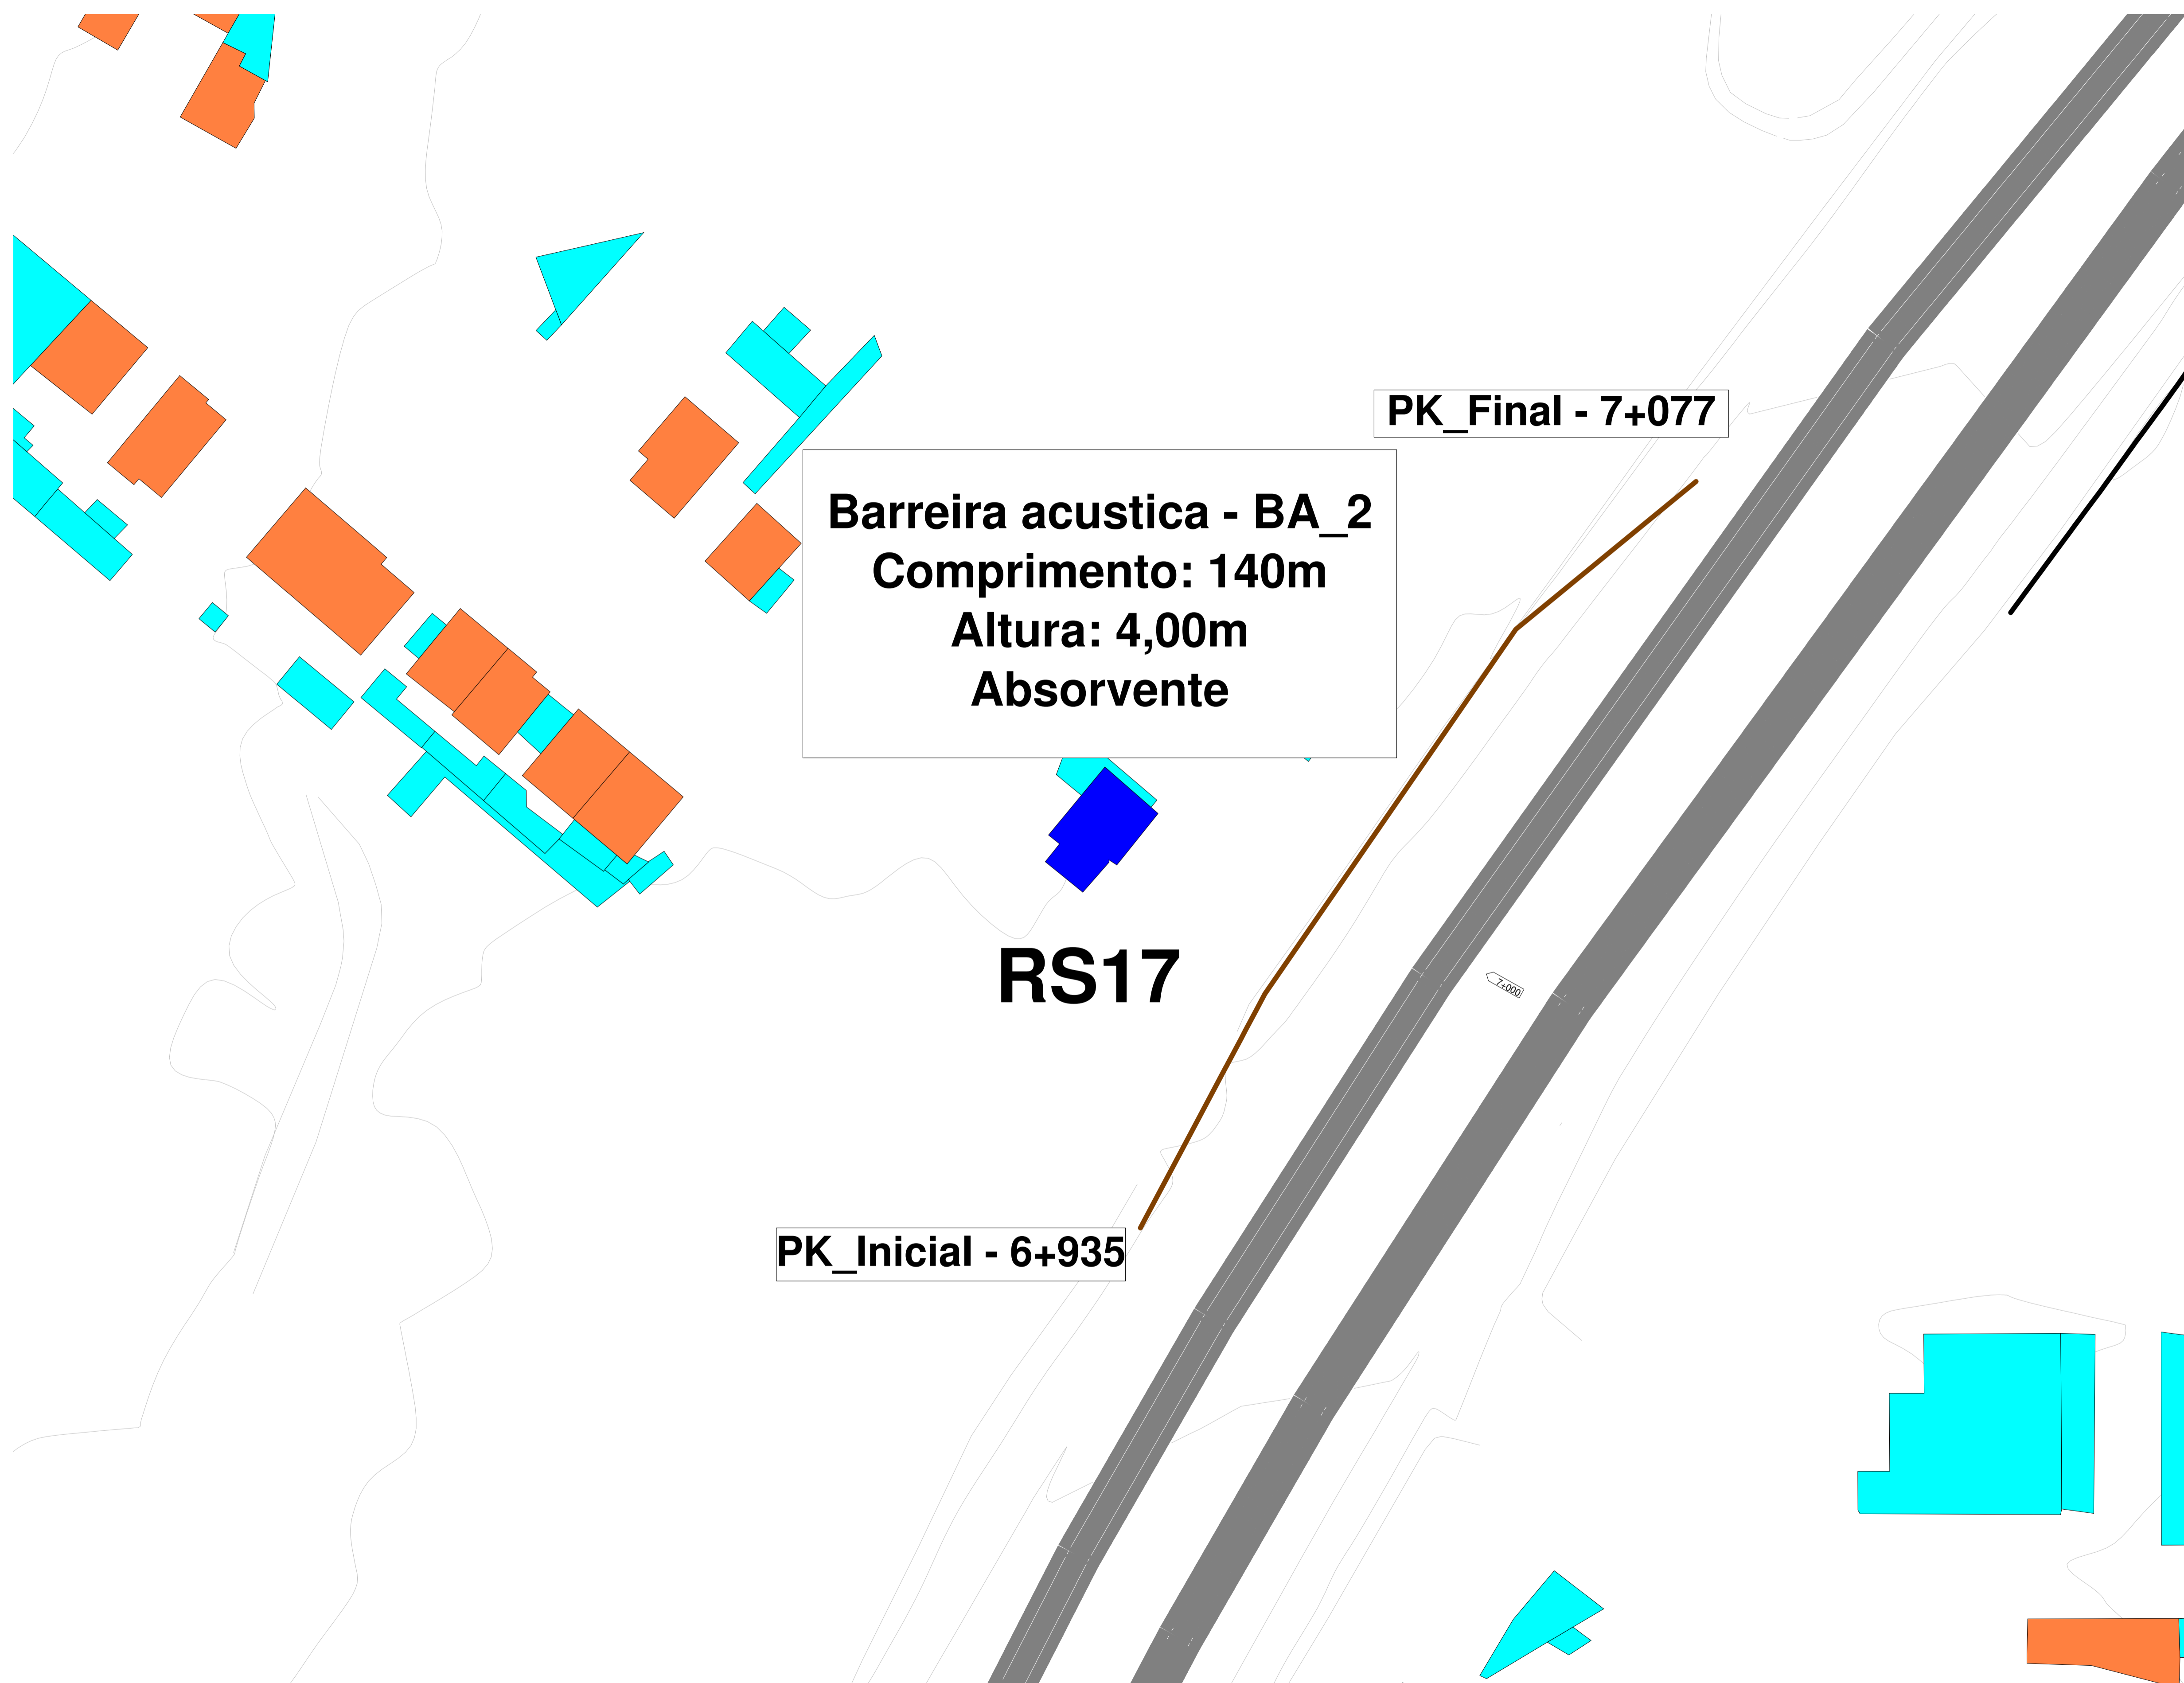 PK_Final - 7+077
Barreira acustica - BA_2
Comprimento: 140m
Altura: 4,00m
Absorvente
RS17
7+000
PK_Inicial - 6+935